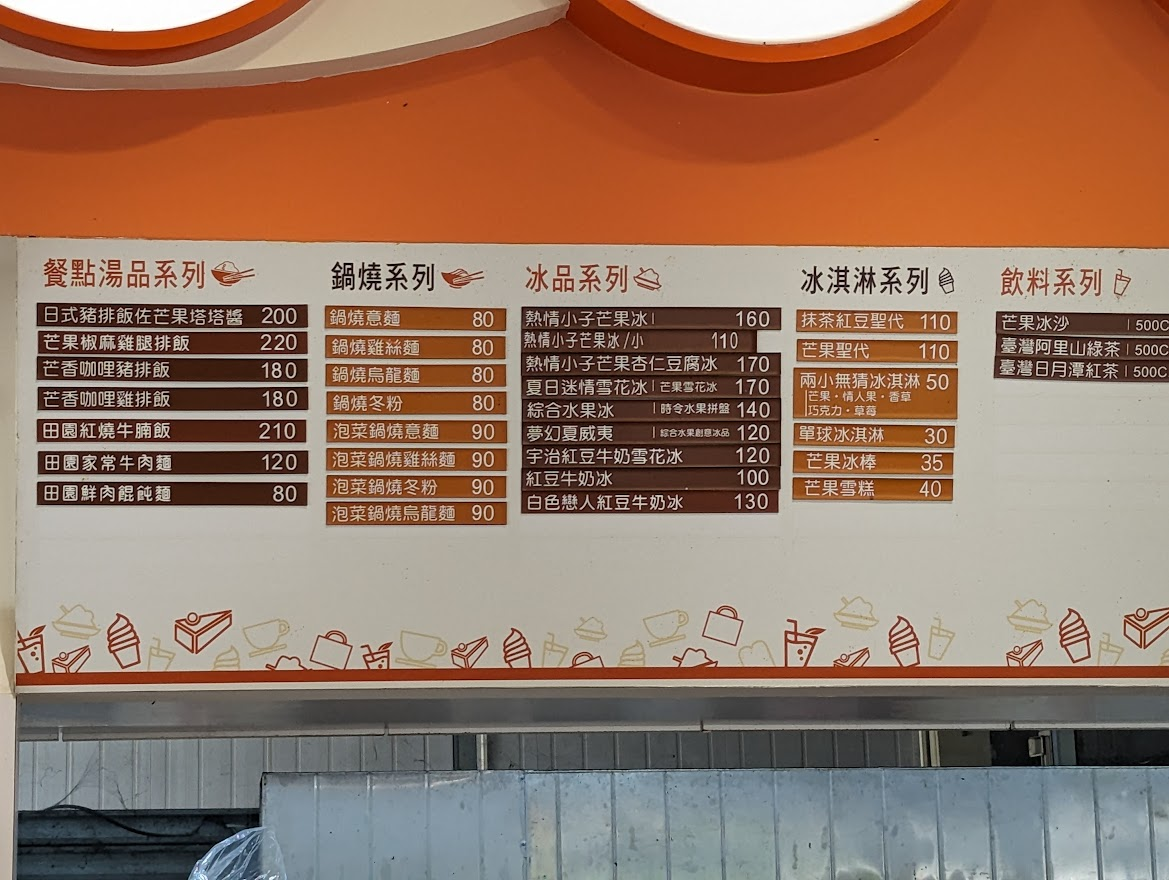 餐點湯品系列
日式豬排飯佐芒果塔塔醬 200
芒果椒麻雞腿排飯 220
芒香咖哩豬排飯 180
芒香咖哩雞排飯 180
田園紅燒牛腩飯 210
田園家常牛肉麵 120
田園鮮肉餛飩麵 80
鍋燒系列
鍋燒意麵 80
鍋燒雞絲麵 80
鍋燒烏龍麵 80
鍋燒冬粉 80
泡菜鍋燒意麵 90
泡菜鍋燒雞絲麵 90
泡菜鍋燒冬粉 90
泡菜鍋燒烏龍麵 90
冰品系列
熱情小子芒果冰| 160
熱情小子芒果冰/小 110
熱情小子芒果杏仁豆腐冰 170
夏日迷情雪花冰|芒果雪花冰 170
綜合水果冰 |時令水果拼盤 140
夢幻夏威夷 |綜合水果創意冰品 120
宇治紅豆牛奶雪花冰 120
紅豆牛奶冰 100
白色戀人紅豆牛奶冰 130
冰淇淋系列
抹茶紅豆聖代 110
芒果聖代 110
兩小無猜冰淇淋 50
芒果・情人果・香草
巧克力・草莓
單球冰淇淋 30
芒果冰棒 35
芒果雪糕 40
飲料系列
芒果冰沙 |500C
臺灣阿里山綠茶 |500C
臺灣日月潭紅茶 |500C